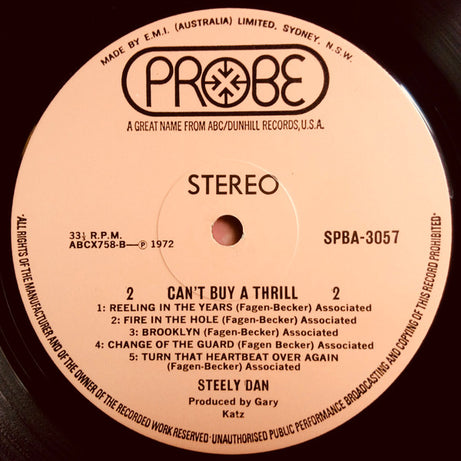 MADE BY E.M.I. (AUSTRALIA) LIMITED, SYDNEY, N.S.W.
PROBE
A GREAT NAME FROM ABC/DUNHILL RECORDS, U.S.A.
STEREO
33⅓ R.P.M.
ABCX758-B—Ⓟ 1972
SPBA-3057
2 CAN'T BUY A THRILL 2
1: REELING IN THE YEARS (Fagen-Becker) Associated
2: FIRE IN THE HOLE (Fagen-Becker) Associated
3: BROOKLYN (Fagen-Becker) Associated
4: CHANGE OF THE GUARD (Fagen-Becker) Associated
5: TURN THAT HEARTBEAT OVER AGAIN
(Fagen-Becker) Associated
STEELY DAN
Produced by Gary
Katz
·ALL RIGHTS OF THE MANUFACTURER AND OF THE OWNER OF THE RECORDED WORK RESERVED·UNAUTHORISED PUBLIC PERFORMANCE BROADCASTING AND COPYING OF THIS RECORD PROHIBITED·